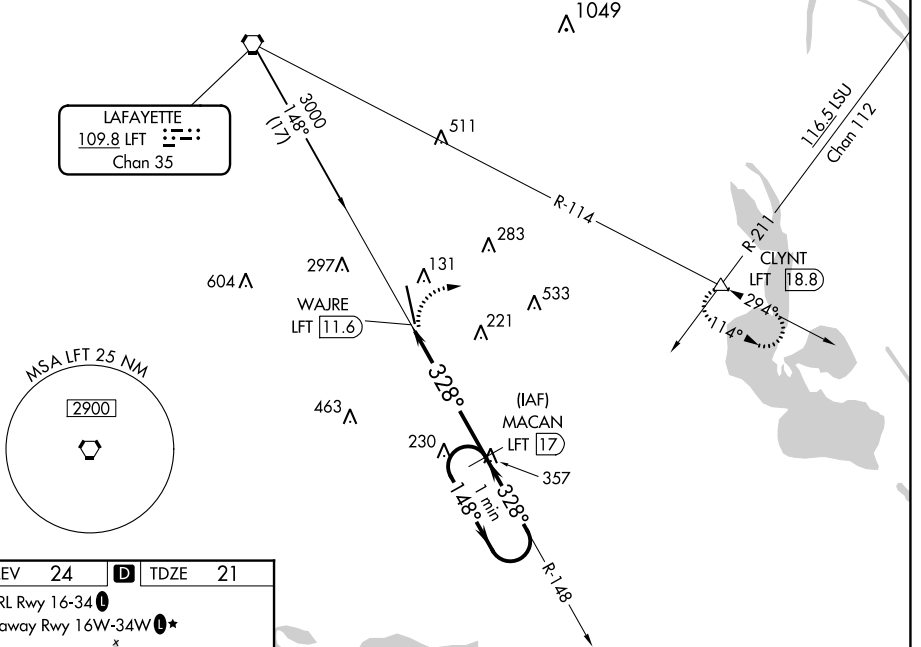 1049
LAFAYETTE
109.8 LFT
Chan 35
3000
148°
(17)
511
R-114
116.5 LSU
Chan 112
R-211
CLYNT
LFT 18.8
294°
114°
283
297
131
604
533
WAJRE
LFT 11.6
221
328°
MSA LFT 25 NM
2900
463
(IAF)
MACAN
LFT 17
230
357
1 min
148°
328°
R-148
EV 24 D TDZE 21
RL Rwy 16-34 L
away Rwy 16W-34W L★
x